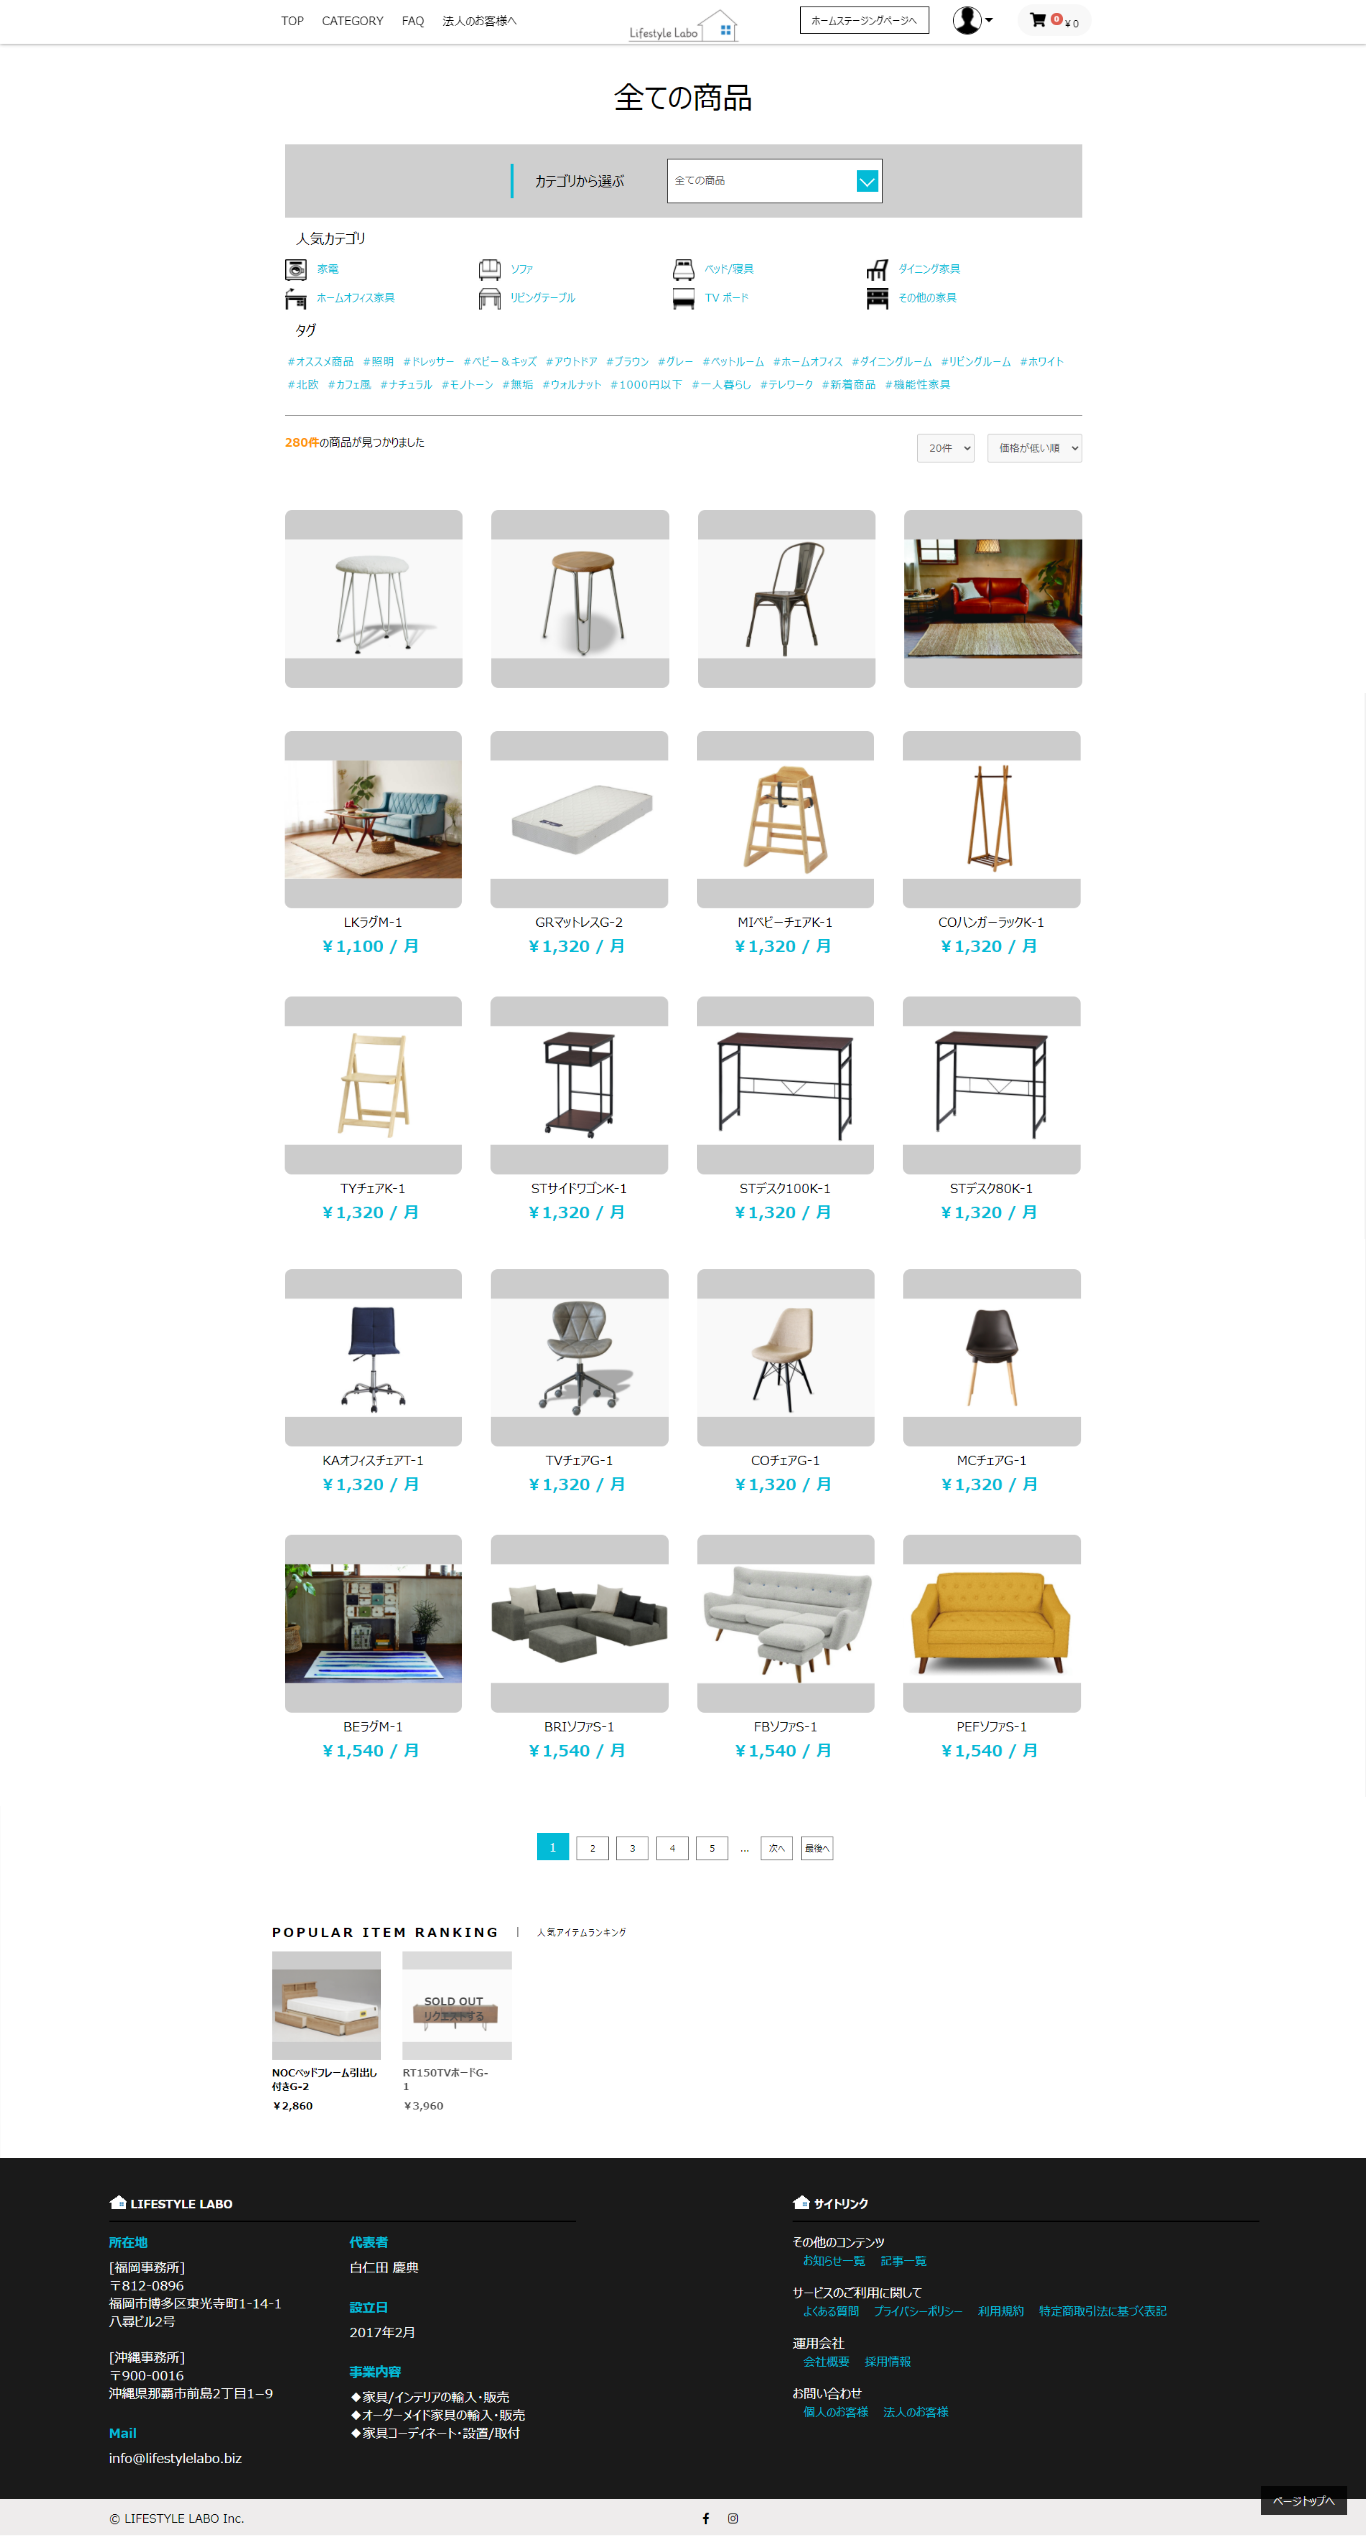 TOP CATEGORY FAQ 法人のお客様へ
Lifestyle Labo
ホームステージングページへ
0 ￥0
全ての商品
カテゴリから選ぶ 全ての商品
人気カテゴリ
家電 ソファ ベッド/寝具 ダイニング家具
ホームオフィス家具 リビングテーブル TV ボード その他の家具
タグ
#オススメ商品 #照明 #ドレッサー #ベビー＆キッズ #アウトドア #ブラウン #グレー #ベットルーム #ホームオフィス #ダイニングルーム #リビングルーム #ホワイト
#北欧 #カフェ風 #ナチュラル #モノトーン #無垢 #ウォルナット #1000円以下 #一人暮らし #テレワーク #新着商品 #機能性家具
280件の商品が見つかりました
20件 価格が低い順
LKラグM-1 GRマットレスG-2 MIベビーチェアK-1 COハンガーラックK-1
￥1,100 / 月 ￥1,320 / 月 ￥1,320 / 月 ￥1,320 / 月
TYチェアK-1 STサイドワゴンK-1 STデスク100K-1 STデスク80K-1
￥1,320 / 月 ￥1,320 / 月 ￥1,320 / 月 ￥1,320 / 月
KAオフィスチェアT-1 TVチェアG-1 COチェアG-1 MCチェアG-1
￥1,320 / 月 ￥1,320 / 月 ￥1,320 / 月 ￥1,320 / 月
BEラグM-1 BRIソファS-1 FBソファS-1 PEFソファS-1
￥1,540 / 月 ￥1,540 / 月 ￥1,540 / 月 ￥1,540 / 月
1 2 3 4 5 ... 次へ 最後へ
POPULAR ITEM RANKING | 人気アイテムランキング
SOLD OUT
リクエストする
NOCベッドフレーム引出し
付きG-2
￥2,860
RT150TVボードG-
1
￥3,960
LIFESTYLE LABO
所在地
[福岡事務所]
〒812-0896
福岡市博多区東光寺町1-14-1
八尋ビル2号
[沖縄事務所]
〒900-0016
沖縄県那覇市前島2丁目1−9
Mail
info@lifestylelabo.biz
代表者
白仁田 慶典
設立日
2017年2月
事業内容
◆家具/インテリアの輸入・販売
◆オーダーメイド家具の輸入・販売
◆家具コーディネート・設置/取付
サイトリンク
その他のコンテンツ
お知らせ一覧 記事一覧
サービスのご利用に関して
よくある質問 プライバシーポリシー 利用規約 特定商取引法に基づく表記
運用会社
会社概要 採用情報
お問い合わせ
個人のお客様 法人のお客様
ページトップへ
© LIFESTYLE LABO Inc.